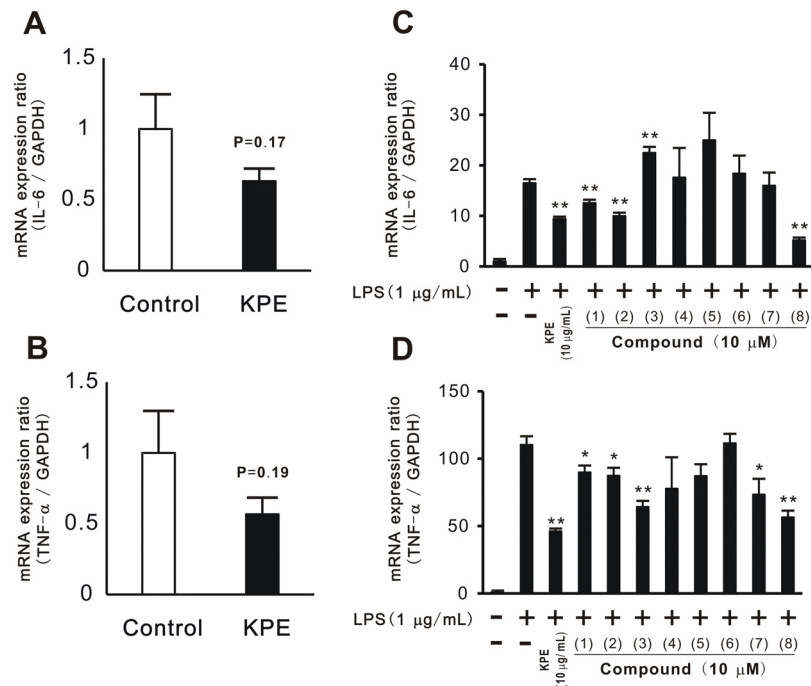 A
mRNA expression ratio
(IL-6 / GAPDH)
1.5
1
0.5
0
P=0.17
Control KPE
B
mRNA expression ratio
(TNF-α / GAPDH)
1.5
1
0.5
0
P=0.19
Control KPE
C
mRNA expression ratio
(IL-6 / GAPDH)
40
30
20
10
0
** ** ** ** **
LPS(1 μg/mL) − + + + + + + + + + +
− − KPE (10 μg/mL) (1) (2) (3) (4) (5) (6) (7) (8)
Compound (10 μM)
D
mRNA expression ratio
(TNF-α / GAPDH)
150
100
50
0
** * * ** * **
LPS(1 μg/mL) − + + + + + + + + + +
− − KPE (10 μg/mL) (1) (2) (3) (4) (5) (6) (7) (8)
Compound (10 μM)